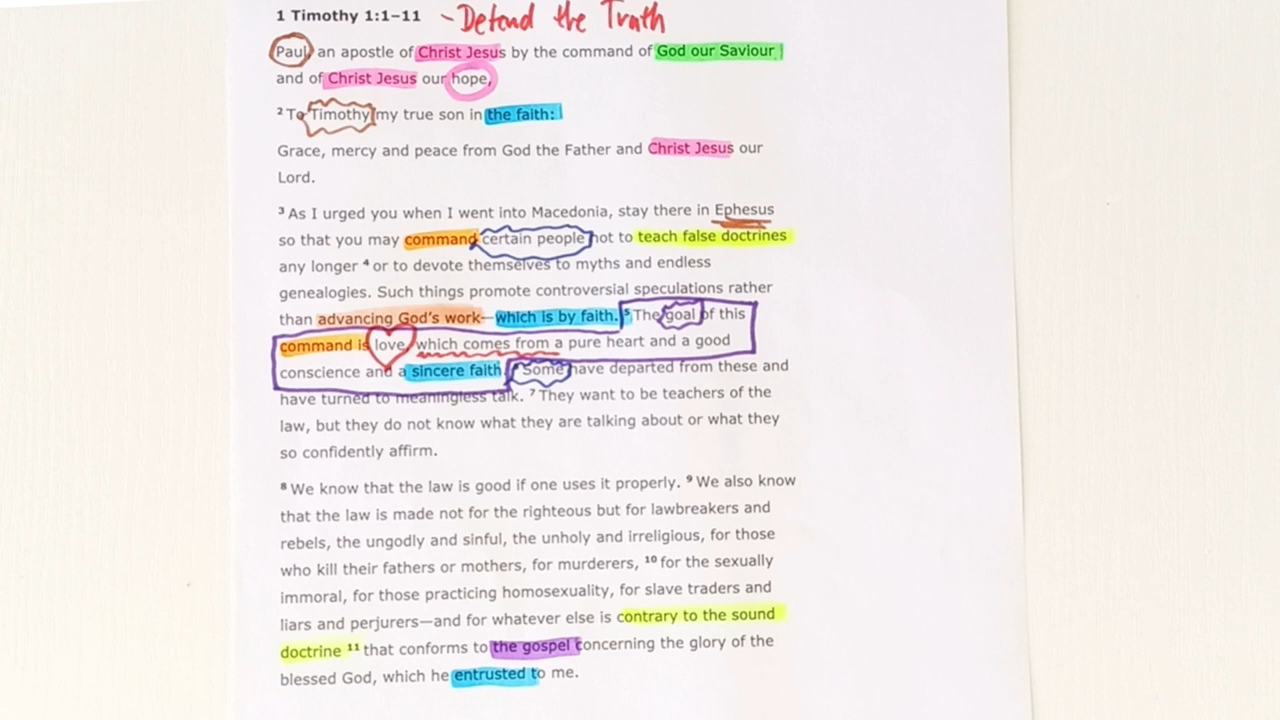 1 Timothy 1:1–11 - Defend the Truth
Paul, an apostle of Christ Jesus by the command of God our Saviour
and of Christ Jesus our hope,
² To Timothy my true son in the faith:
Grace, mercy and peace from God the Father and Christ Jesus our
Lord.
³ As I urged you when I went into Macedonia, stay there in Ephesus
so that you may command certain people not to teach false doctrines
any longer ⁴ or to devote themselves to myths and endless
genealogies. Such things promote controversial speculations rather
than advancing God's work—which is by faith. ⁵ The goal of this
command is love, which comes from a pure heart and a good
conscience and a sincere faith. ⁶ Some have departed from these and
have turned to meaningless talk. ⁷ They want to be teachers of the
law, but they do not know what they are talking about or what they
so confidently affirm.
⁸ We know that the law is good if one uses it properly. ⁹ We also know
that the law is made not for the righteous but for lawbreakers and
rebels, the ungodly and sinful, the unholy and irreligious, for those
who kill their fathers or mothers, for murderers, ¹⁰ for the sexually
immoral, for those practicing homosexuality, for slave traders and
liars and perjurers—and for whatever else is contrary to the sound
doctrine ¹¹ that conforms to the gospel concerning the glory of the
blessed God, which he entrusted to me.